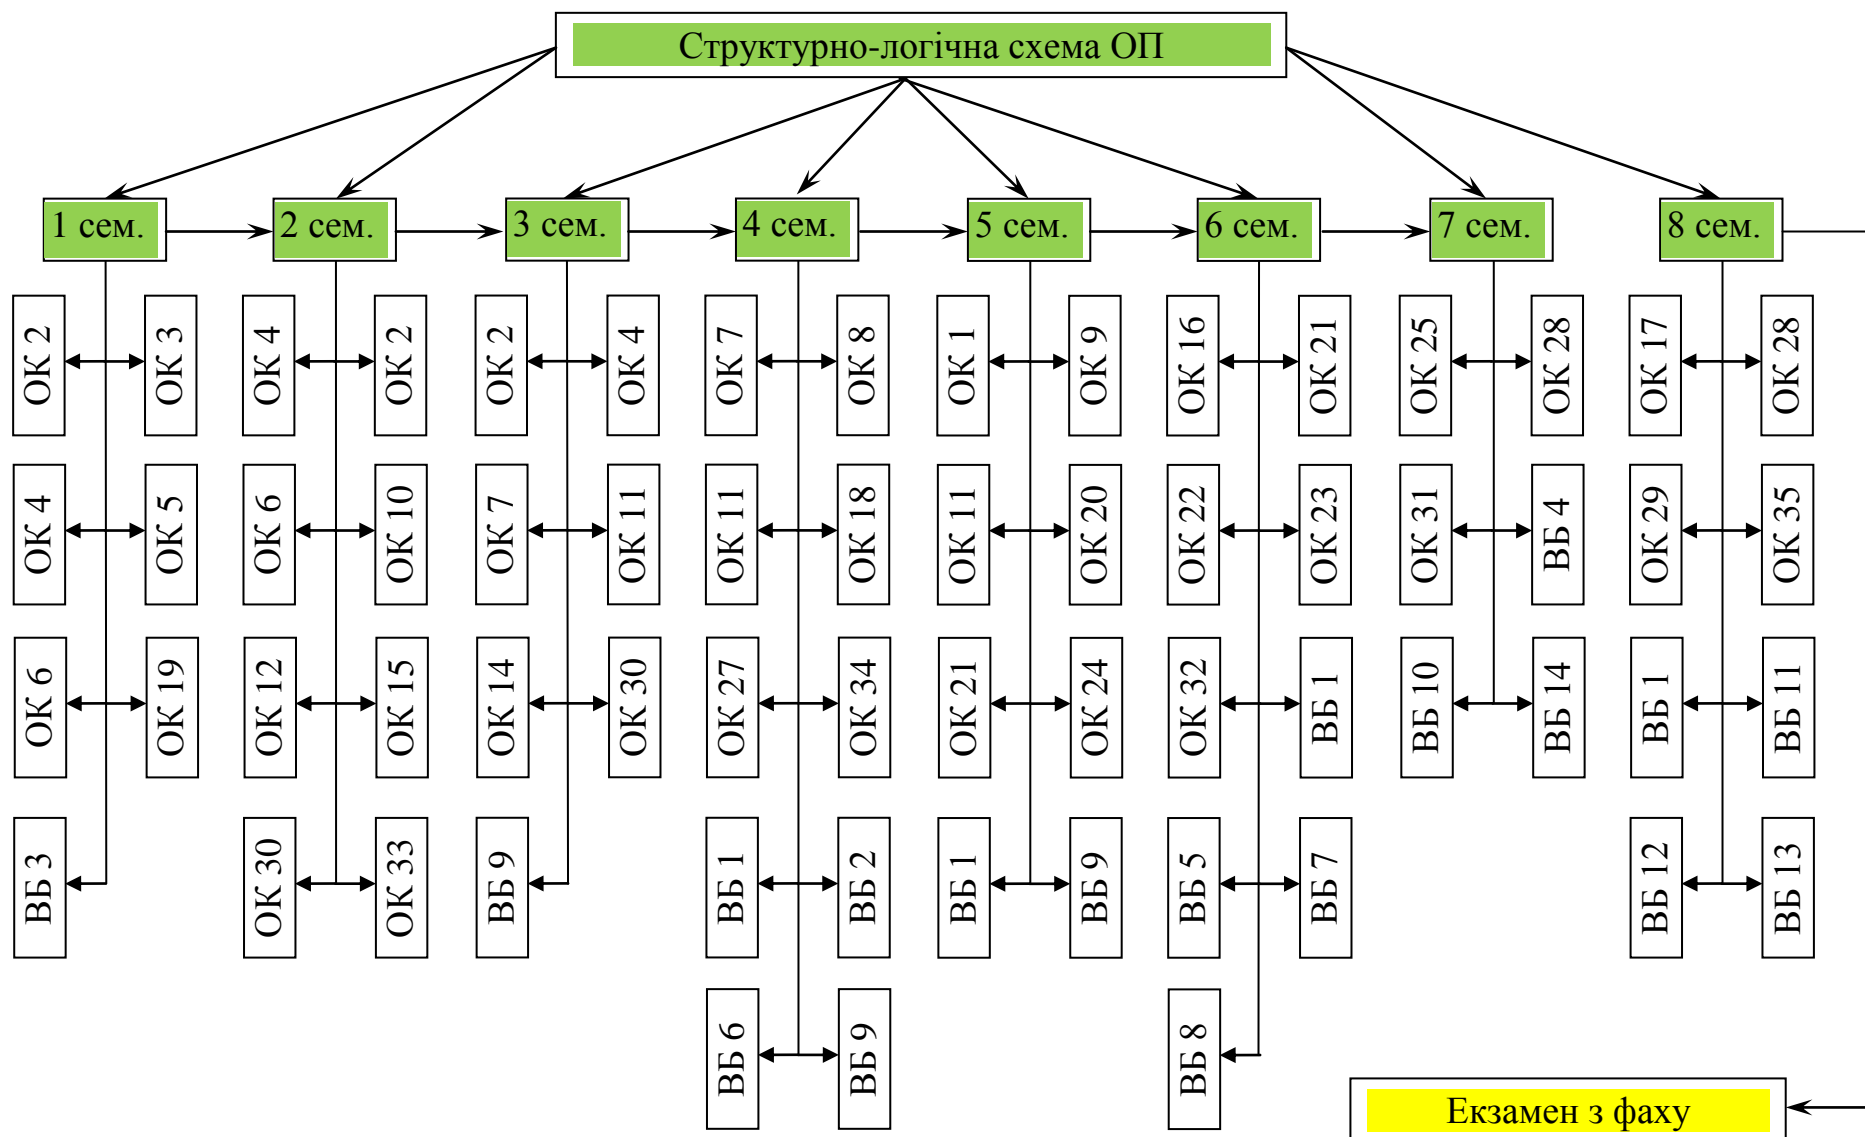 Структурно-логічна схема ОП
1 сем.
2 сем.
3 сем.
4 сем.
5 сем.
6 сем.
7 сем.
8 сем.
ОК 2
ОК 3
ОК 4
ОК 2
ОК 2
ОК 4
ОК 7
ОК 8
ОК 1
ОК 9
ОК 16
ОК 21
ОК 25
ОК 28
ОК 17
ОК 28
ОК 4
ОК 5
ОК 6
ОК 10
ОК 7
ОК 11
ОК 11
ОК 18
ОК 11
ОК 20
ОК 22
ОК 23
ОК 31
ВБ 4
ОК 29
ОК 35
ОК 6
ОК 19
ОК 12
ОК 15
ОК 14
ОК 30
ОК 27
ОК 34
ОК 21
ОК 24
ОК 32
ВБ 1
ВБ 10
ВБ 14
ВБ 1
ВБ 11
ВБ 3
ОК 30
ОК 33
ВБ 9
ВБ 1
ВБ 2
ВБ 1
ВБ 9
ВБ 5
ВБ 7
ВБ 12
ВБ 13
ВБ 6
ВБ 9
ВБ 8
Екзамен з фаху